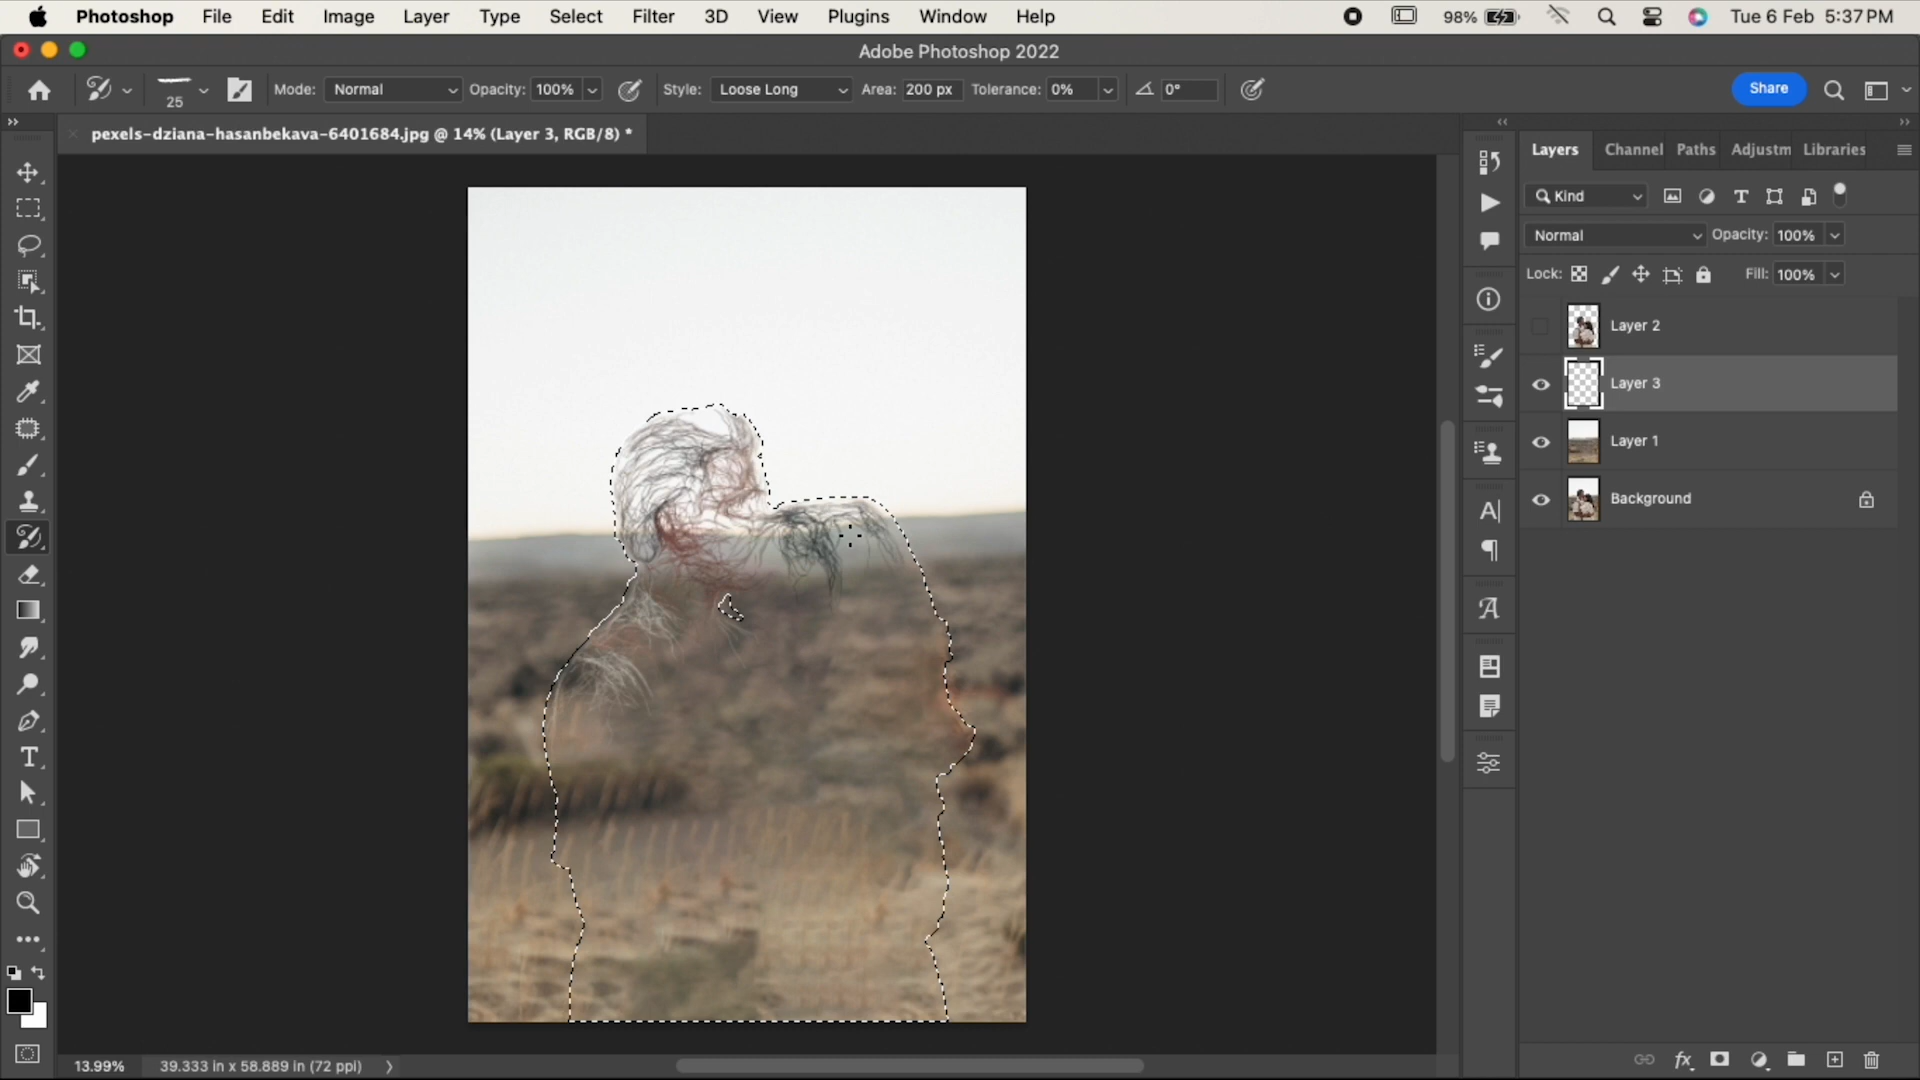 Photoshop File Edit Image Layer Type Select Filter 3D View Plugins Window Help 98% Tue 6 Feb 5:37 PM
Adobe Photoshop 2022
25 Mode: Normal Opacity: 100% Style: Loose Long Area: 200 px Tolerance: 0% 0° Share
pexels-dziana-hasanbekava-6401684.jpg @ 14% (Layer 3, RGB/8) *
Layers Channel Paths Adjustm Libraries
Kind
Normal Opacity: 100%
Lock: Fill: 100%
Layer 2
Layer 3
Layer 1
Background
13.99% 39.333 in x 58.889 in (72 ppi)